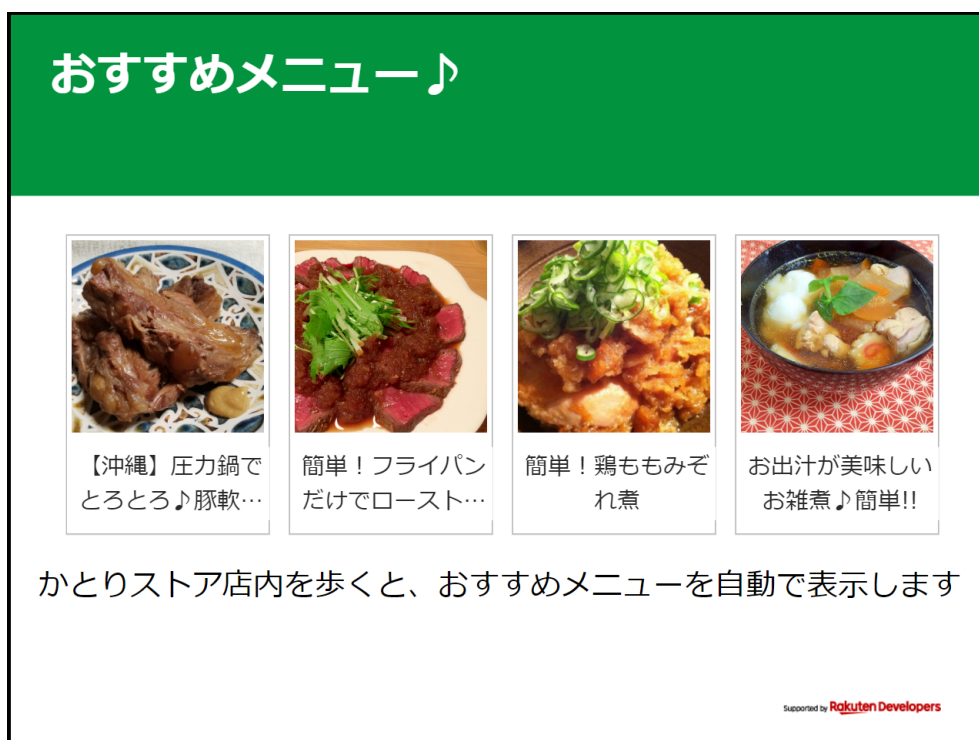 おすすめメニュー♪
【沖縄】圧力鍋で
とろとろ♪豚軟…
簡単！フライパン
だけでロースト…
簡単！鶏ももみぞ
れ煮
お出汁が美味しい
お雑煮♪簡単!!
かとりストア店内を歩くと、おすすめメニューを自動で表示します
Supported by Rakuten Developers